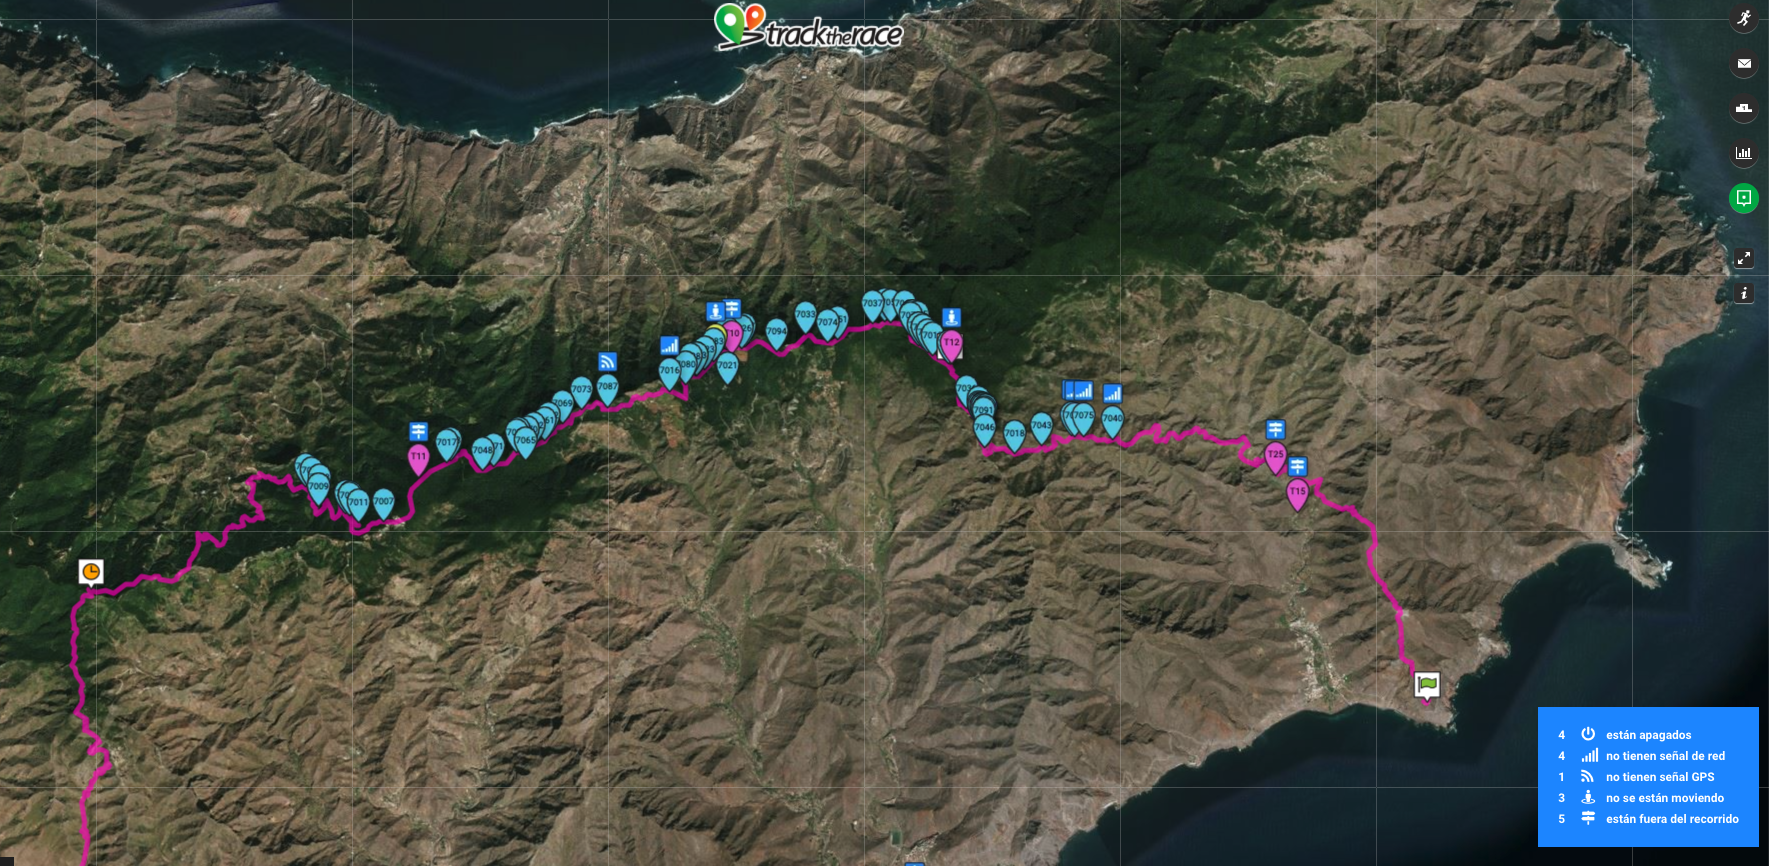 tracktherace
7037
7033
7094
7074
T10
T12
7021
7016
7087
7073
7069
7091
7046
7018
7043
7075
7040
7017
7048
7065
T11
T25
T15
7009
7011
7007
4 están apagados
4 no tienen señal de red
1 no tienen señal GPS
3 no se están moviendo
5 están fuera del recorrido